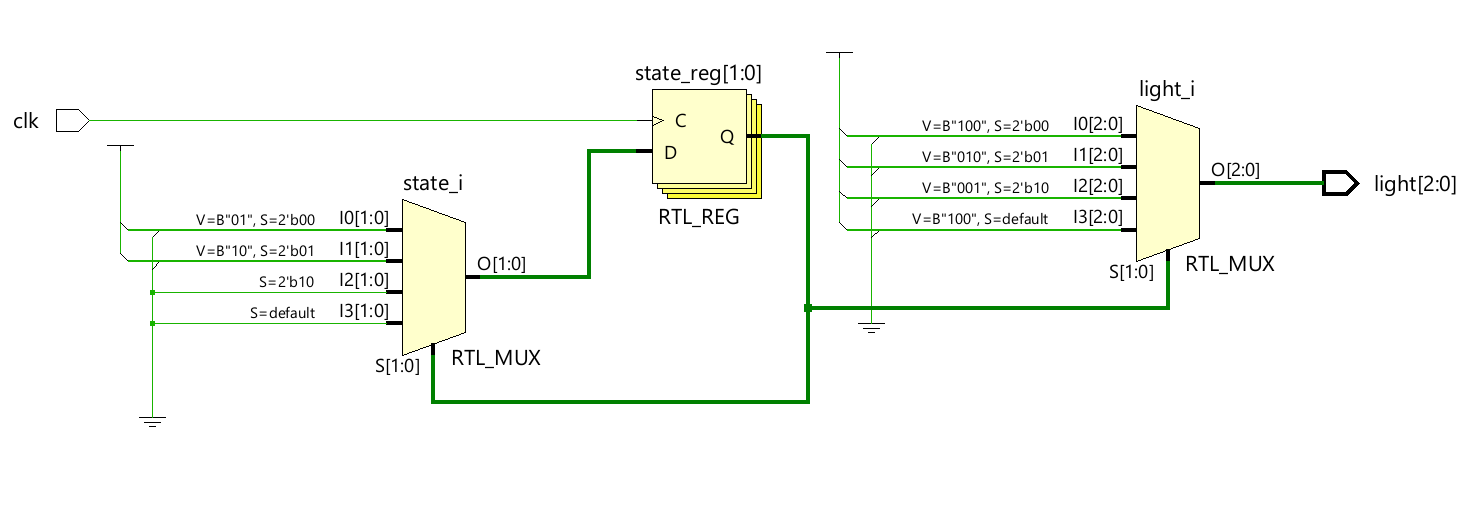 clk
state_reg[1:0]
C
D
Q
RTL_REG
state_i
V=B"01", S=2'b00 I0[1:0]
V=B"10", S=2'b01 I1[1:0]
S=2'b10 I2[1:0]
S=default I3[1:0]
O[1:0]
S[1:0]
RTL_MUX
light_i
V=B"100", S=2'b00 I0[2:0]
V=B"010", S=2'b01 I1[2:0]
V=B"001", S=2'b10 I2[2:0]
V=B"100", S=default I3[2:0]
O[2:0]
S[1:0]
RTL_MUX
light[2:0]